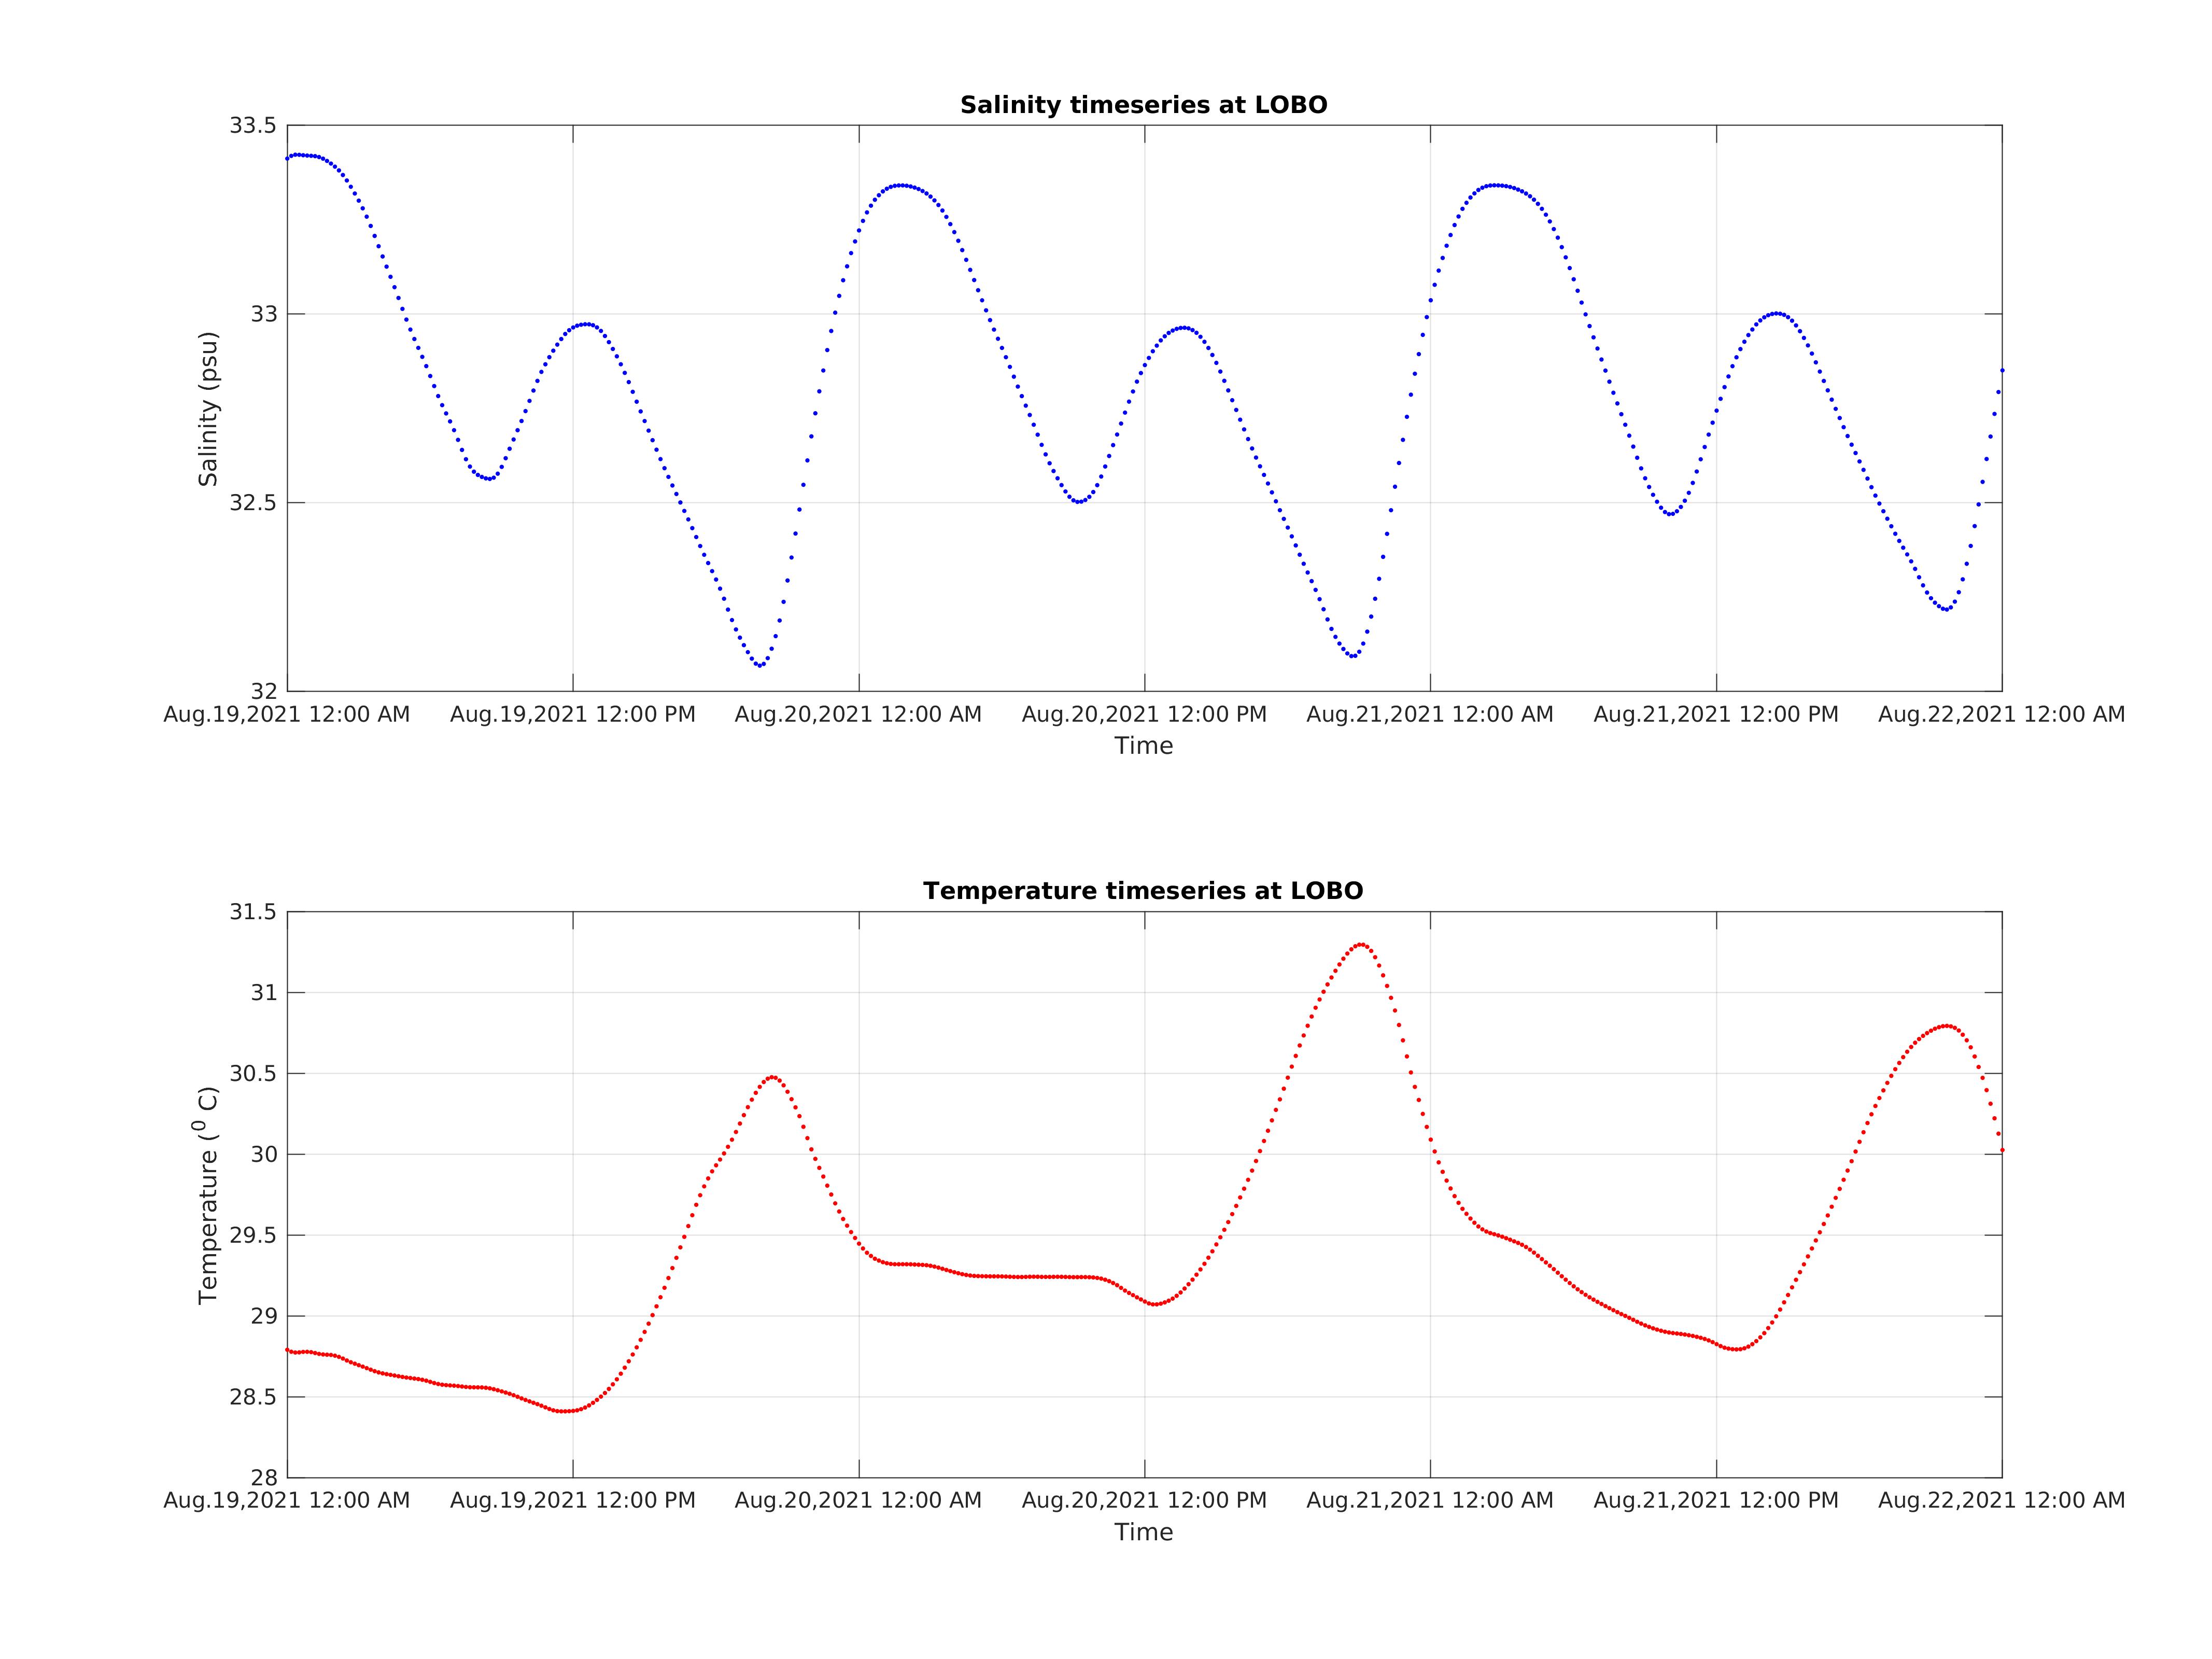 Salinity timeseries at LOBO
33.5
33
32.5
32
Salinity (psu)
Aug.19,2021 12:00 AM Aug.19,2021 12:00 PM Aug.20,2021 12:00 AM Aug.20,2021 12:00 PM Aug.21,2021 12:00 AM Aug.21,2021 12:00 PM Aug.22,2021 12:00 AM
Time
Temperature timeseries at LOBO
31.5
31
30.5
30
29.5
29
28.5
28
Temperature (⁰ C)
Aug.19,2021 12:00 AM Aug.19,2021 12:00 PM Aug.20,2021 12:00 AM Aug.20,2021 12:00 PM Aug.21,2021 12:00 AM Aug.21,2021 12:00 PM Aug.22,2021 12:00 AM
Time